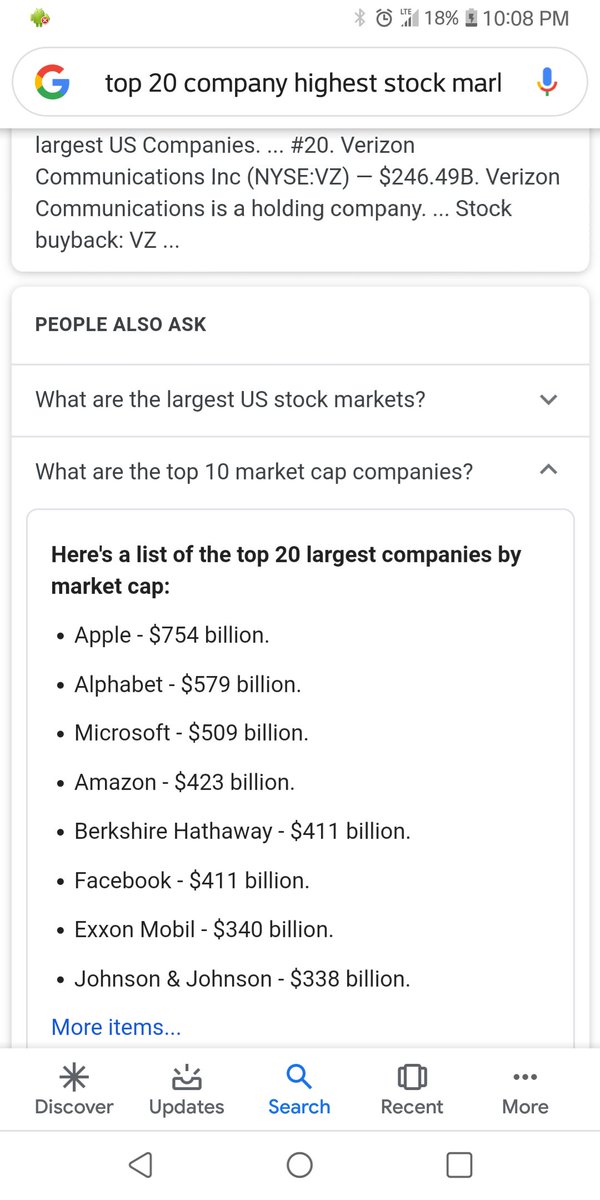 LTE 18% 10:08 PM
top 20 company highest stock marl
largest US Companies. ... #20. Verizon
Communications Inc (NYSE:VZ) — $246.49B. Verizon
Communications is a holding company. ... Stock
buyback: VZ ...
PEOPLE ALSO ASK
What are the largest US stock markets?
What are the top 10 market cap companies?
Here's a list of the top 20 largest companies by
market cap:
• Apple - $754 billion.
• Alphabet - $579 billion.
• Microsoft - $509 billion.
• Amazon - $423 billion.
• Berkshire Hathaway - $411 billion.
• Facebook - $411 billion.
• Exxon Mobil - $340 billion.
• Johnson & Johnson - $338 billion.
More items...
Discover Updates Search Recent More